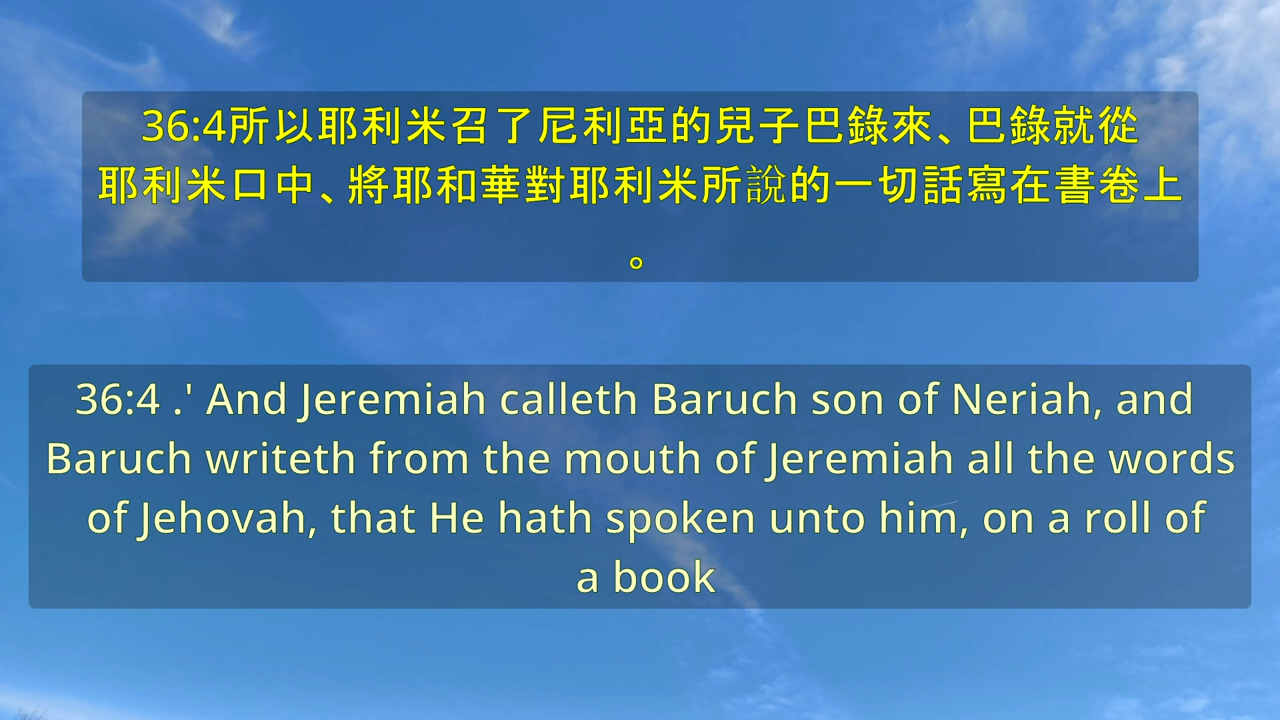 36:4所以耶利米召了尼利亞的兒子巴錄來、巴錄就從
耶利米口中、將耶和華對耶利米所說的一切話寫在書卷上
。
36:4 .' And Jeremiah calleth Baruch son of Neriah, and
Baruch writeth from the mouth of Jeremiah all the words
of Jehovah, that He hath spoken unto him, on a roll of
a book